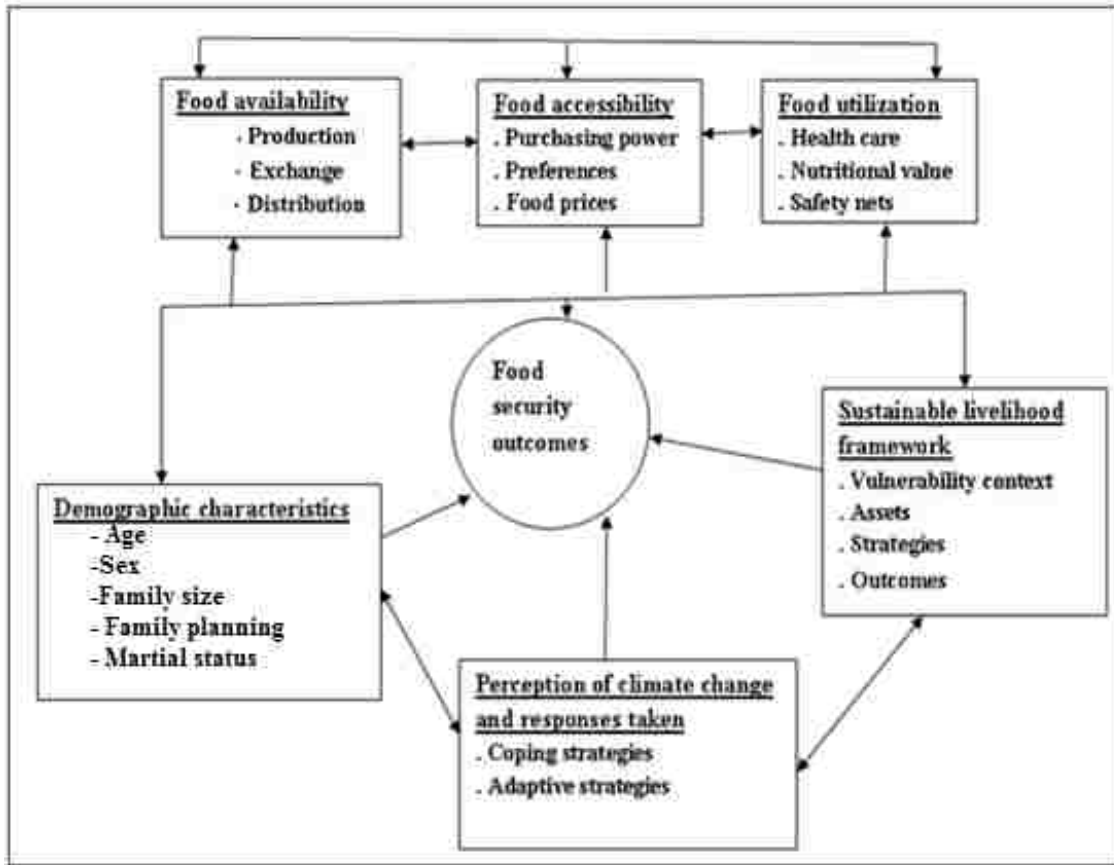 Food availability
· Production
· Exchange
· Distribution
Food accessibility
. Purchasing power
. Preferences
. Food prices
Food utilization
. Health care
. Nutritional value
. Safety nets
Food
security
outcomes
Sustainable livelihood
framework
. Vulnerability context
. Assets
. Strategies
. Outcomes
Demographic characteristics
- Age
-Sex
-Family size
- Family planning
- Martial status
Perception of climate change
and responses taken
. Coping strategies
. Adaptive strategies